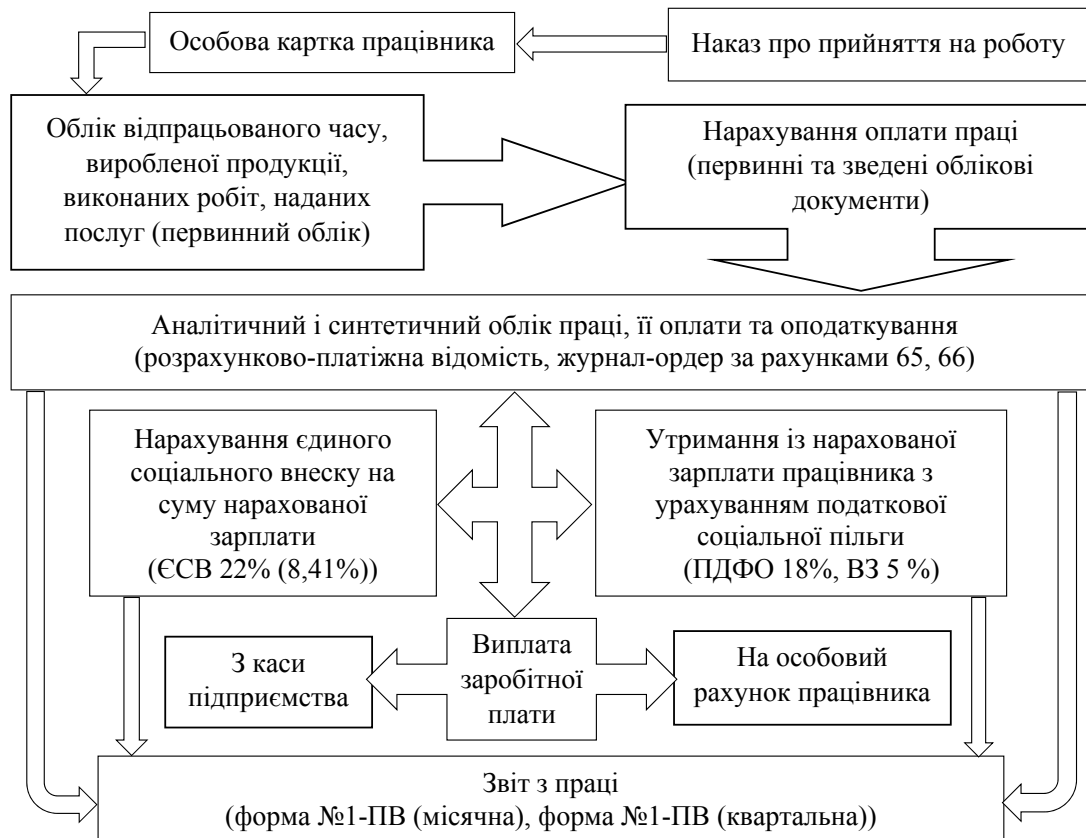 Особова картка працівника
Наказ про прийняття на роботу
Облік відпрацьованого часу,
виробленої продукції,
виконаних робіт, наданих
послуг (первинний облік)
Нарахування оплати праці
(первинні та зведені облікові
документи)
Аналітичний і синтетичний облік праці, її оплати та оподаткування
(розрахунково-платіжна відомість, журнал-ордер за рахунками 65, 66)
Нарахування єдиного
соціального внеску на
суму нарахованої
зарплати
(ЄСВ 22% (8,41%))
Утримання із нарахованої
зарплати працівника з
урахуванням податкової
соціальної пільги
(ПДФО 18%, ВЗ 5 %)
З каси
підприємства
Виплата
заробітної
плати
На особовий
рахунок працівника
Звіт з праці
(форма №1-ПВ (місячна), форма №1-ПВ (квартальна))